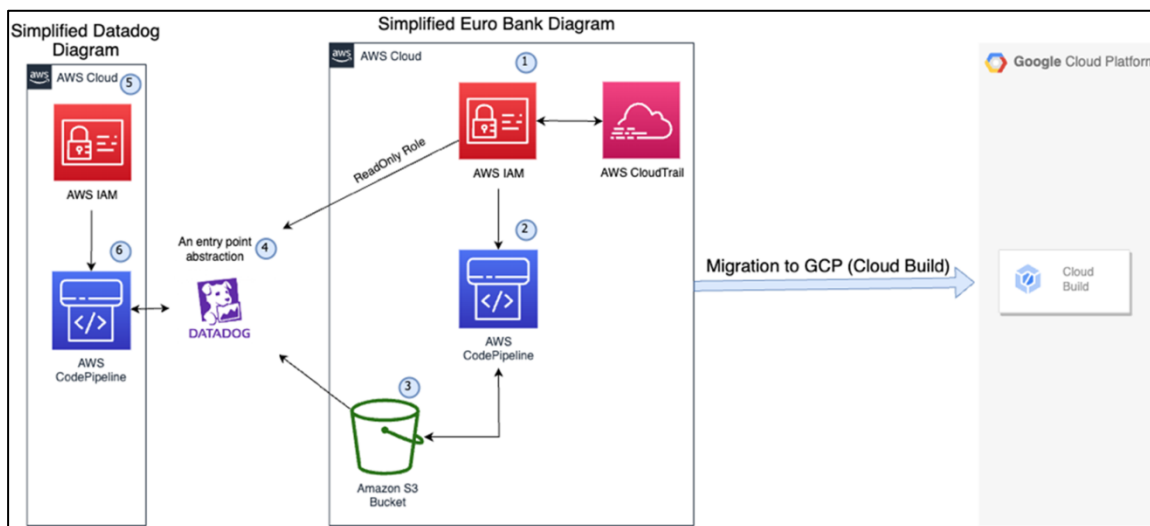 Simplified Datadog
Diagram
aws
AWS Cloud
5
AWS IAM
6
AWS
CodePipeline
An entry point
abstraction
4
DATADOG
ReadOnly Role
Simplified Euro Bank Diagram
aws
AWS Cloud
1
AWS IAM
AWS CloudTrail
2
</>
AWS
CodePipeline
3
Amazon S3
Bucket
</>
Migration to GCP (Cloud Build)
Google Cloud Platform
Cloud
Build